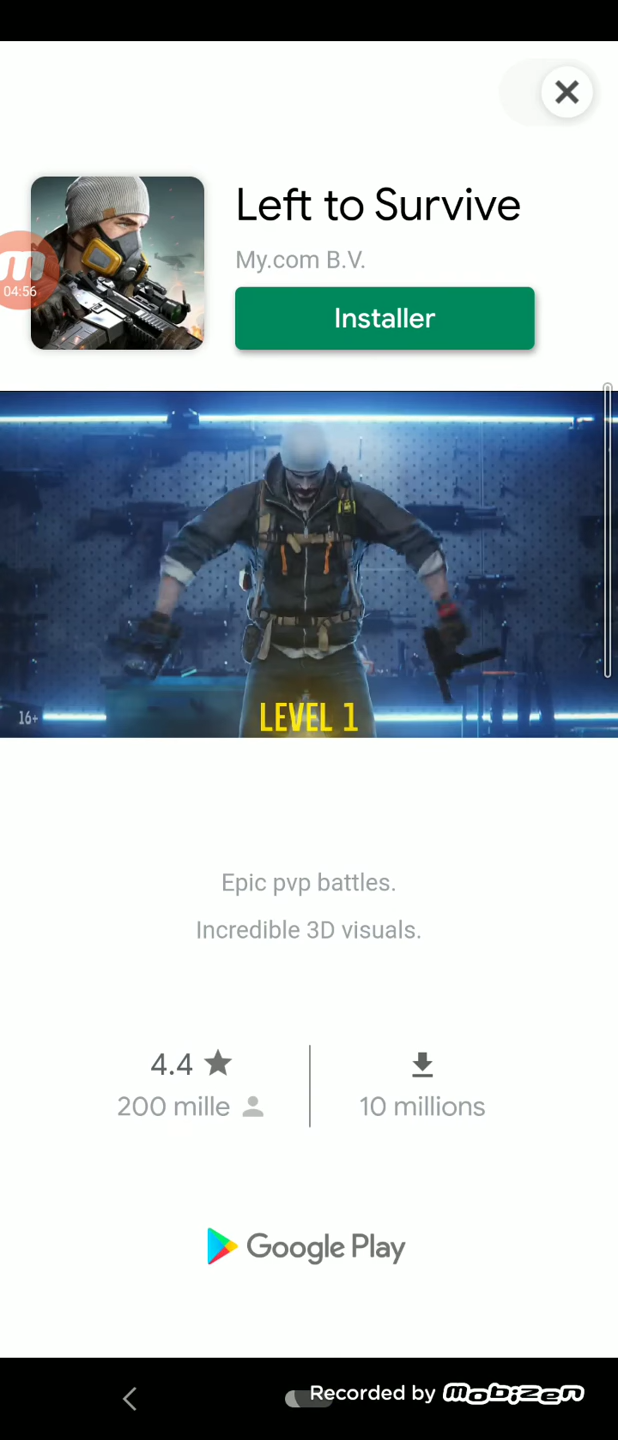 Left to Survive
My.com B.V.
04:56
Installer
16+
LEVEL 1
Epic pvp battles.
Incredible 3D visuals.
4.4
200 mille
10 millions
Google Play
Recorded by mobizen